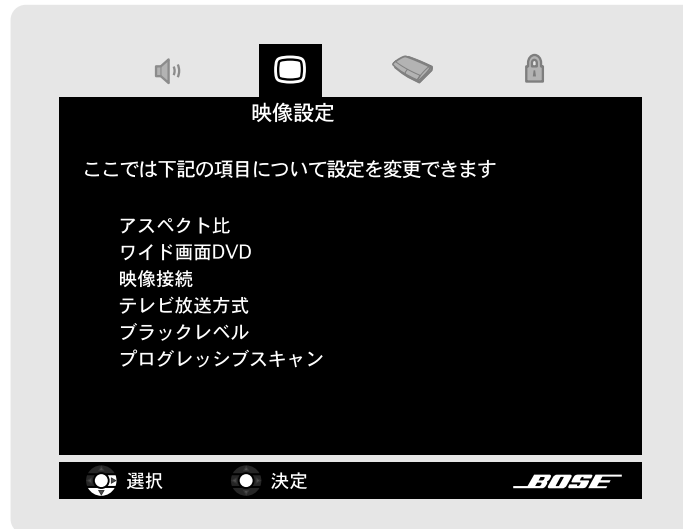 映像設定
ここでは下記の項目について設定を変更できます
アスペクト比
ワイド画面DVD
映像接続
テレビ放送方式
ブラックレベル
プログレッシブスキャン
選択 決定 BOSE